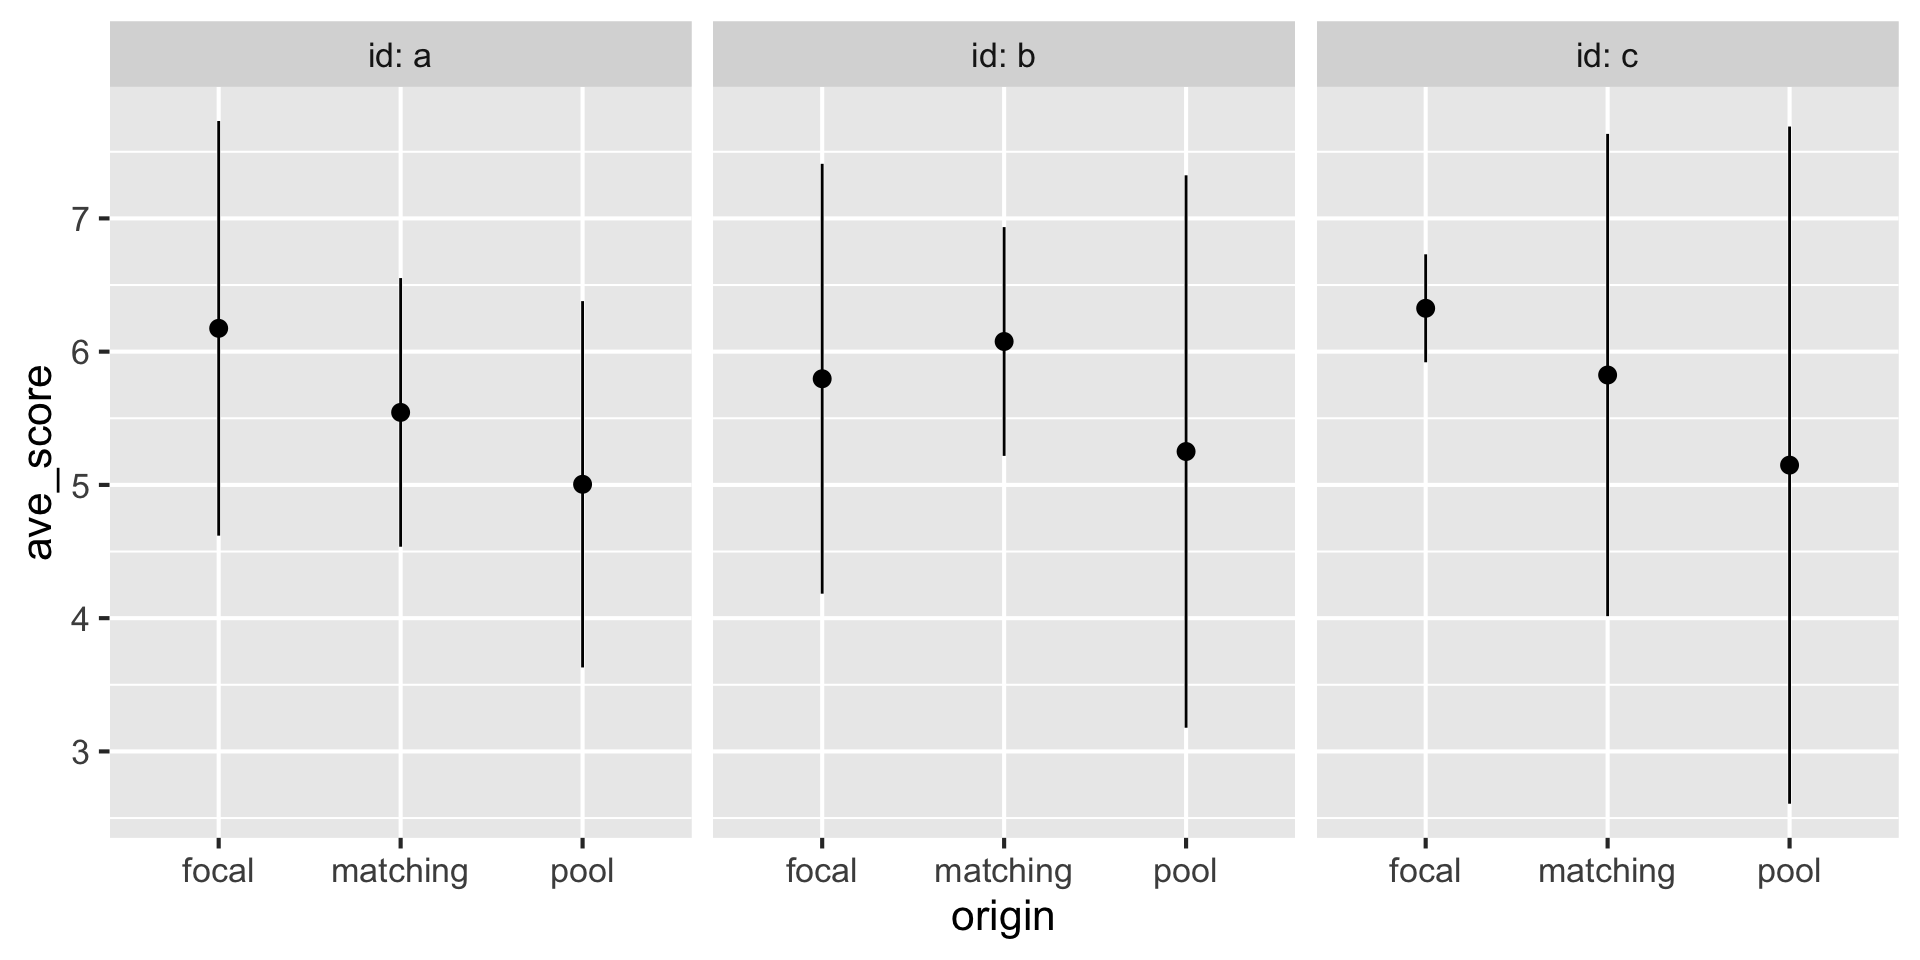 id: a
id: b
id: c
ave_score
7
6
5
4
3
focal matching pool
focal matching pool
focal matching pool
origin